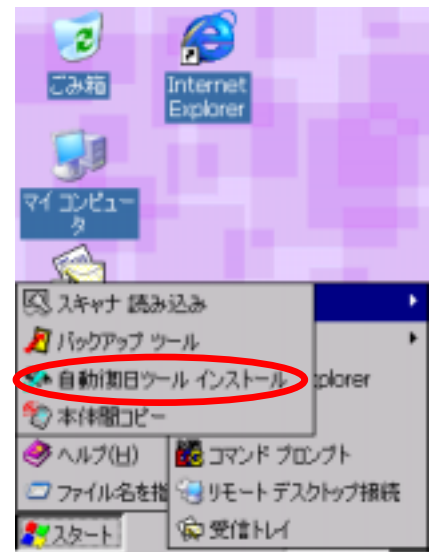 ごみ箱
Internet
Explorer
マイ コンピュー
タ
スキャナ 読み込み
バックアップ ツール
自動復旧ツール インストール
plorer
本体間コピー
ヘルプ(H)
コマンド プロンプト
ファイル名を指
リモート デスクトップ接続
受信トレイ
スタート